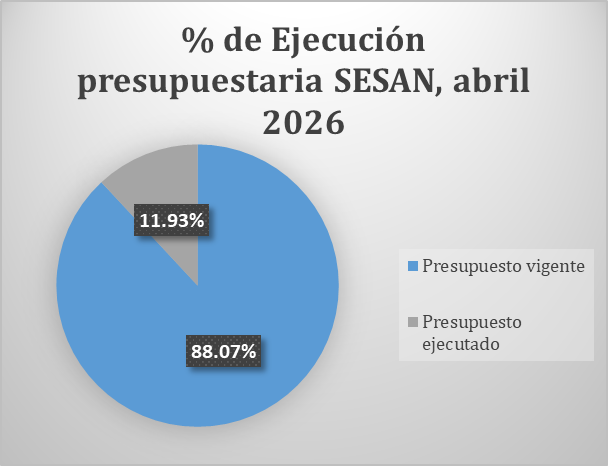 % de Ejecución
presupuestaria SESAN, abril
2026
11.93%
88.07%
Presupuesto vigente
Presupuesto
ejecutado